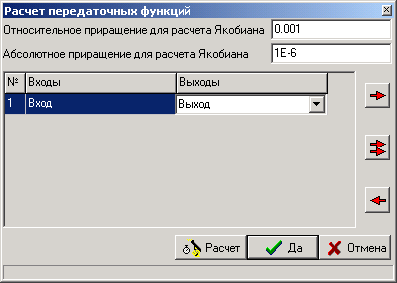 Расчет передаточных функций
Относительное приращение для расчета Якобиана 0.001
Абсолютное приращение для расчета Якобиана 1E-6
№ Входы Выходы
1 Вход Выход
Расчет Да Отмена